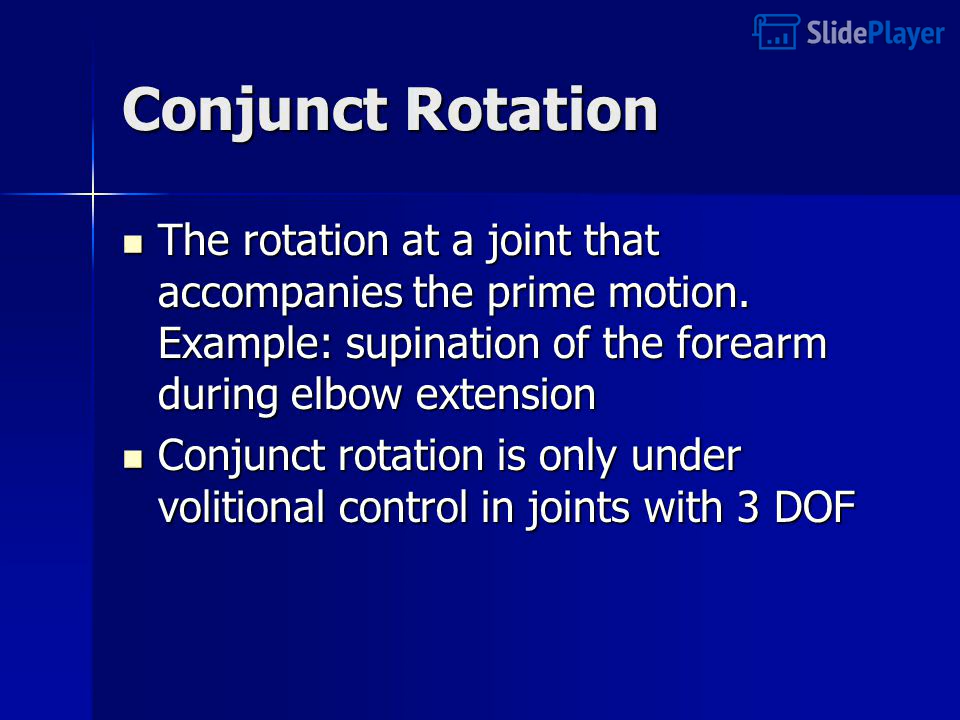 SlidePlayer
Conjunct Rotation
The rotation at a joint that
accompanies the prime motion.
Example: supination of the forearm
during elbow extension
Conjunct rotation is only under
volitional control in joints with 3 DOF